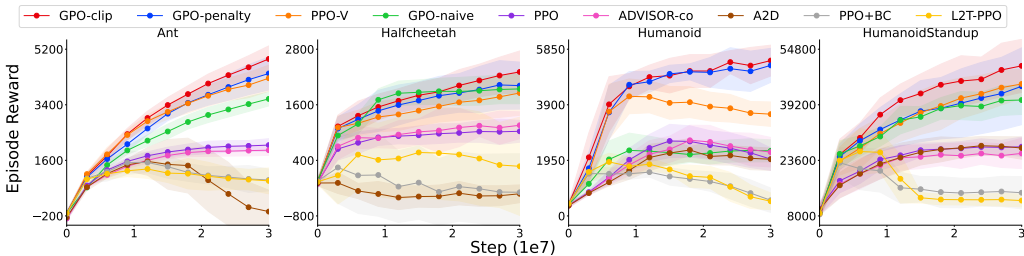 GPO-clip GPO-penalty PPO-V GPO-naive PPO ADVISOR-co A2D PPO+BC L2T-PPO
Ant Halfcheetah Humanoid HumanoidStandup
Episode Reward
5200 3400 1600 −200
0 1 2 3
2800 1600 400 −800
0 1 2 3
5850 3900 1950 0
0 1 2 3
54800 39200 23600 8000
0 1 2 3
Step (1e7)